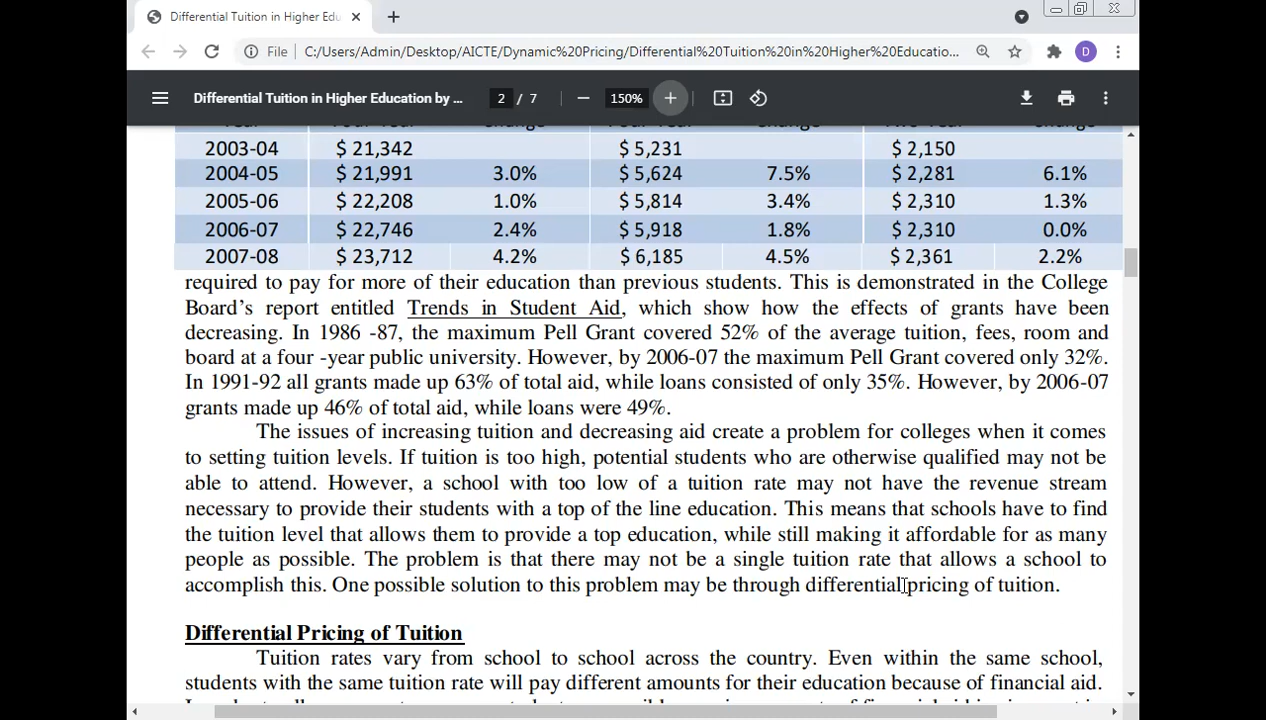 Differential Tuition in Higher Edu
File C:/Users/Admin/Desktop/AICTE/Dynamic%20Pricing/Differential%20Tuition%20in%20Higher%20Educatio...
D
Differential Tuition in Higher Education by ... 2 / 7 150%
2003-04 $ 21,342 $ 5,231 $ 2,150
2004-05 $ 21,991 3.0% $ 5,624 7.5% $ 2,281 6.1%
2005-06 $ 22,208 1.0% $ 5,814 3.4% $ 2,310 1.3%
2006-07 $ 22,746 2.4% $ 5,918 1.8% $ 2,310 0.0%
2007-08 $ 23,712 4.2% $ 6,185 4.5% $ 2,361 2.2%
required to pay for more of their education than previous students. This is demonstrated in the College
Board's report entitled Trends in Student Aid, which show how the effects of grants have been
decreasing. In 1986 -87, the maximum Pell Grant covered 52% of the average tuition, fees, room and
board at a four -year public university. However, by 2006-07 the maximum Pell Grant covered only 32%.
In 1991-92 all grants made up 63% of total aid, while loans consisted of only 35%. However, by 2006-07
grants made up 46% of total aid, while loans were 49%.
The issues of increasing tuition and decreasing aid create a problem for colleges when it comes
to setting tuition levels. If tuition is too high, potential students who are otherwise qualified may not be
able to attend. However, a school with too low of a tuition rate may not have the revenue stream
necessary to provide their students with a top of the line education. This means that schools have to find
the tuition level that allows them to provide a top education, while still making it affordable for as many
people as possible. The problem is that there may not be a single tuition rate that allows a school to
accomplish this. One possible solution to this problem may be through differential pricing of tuition.
Differential Pricing of Tuition
Tuition rates vary from school to school across the country. Even within the same school,
students with the same tuition rate will pay different amounts for their education because of financial aid.